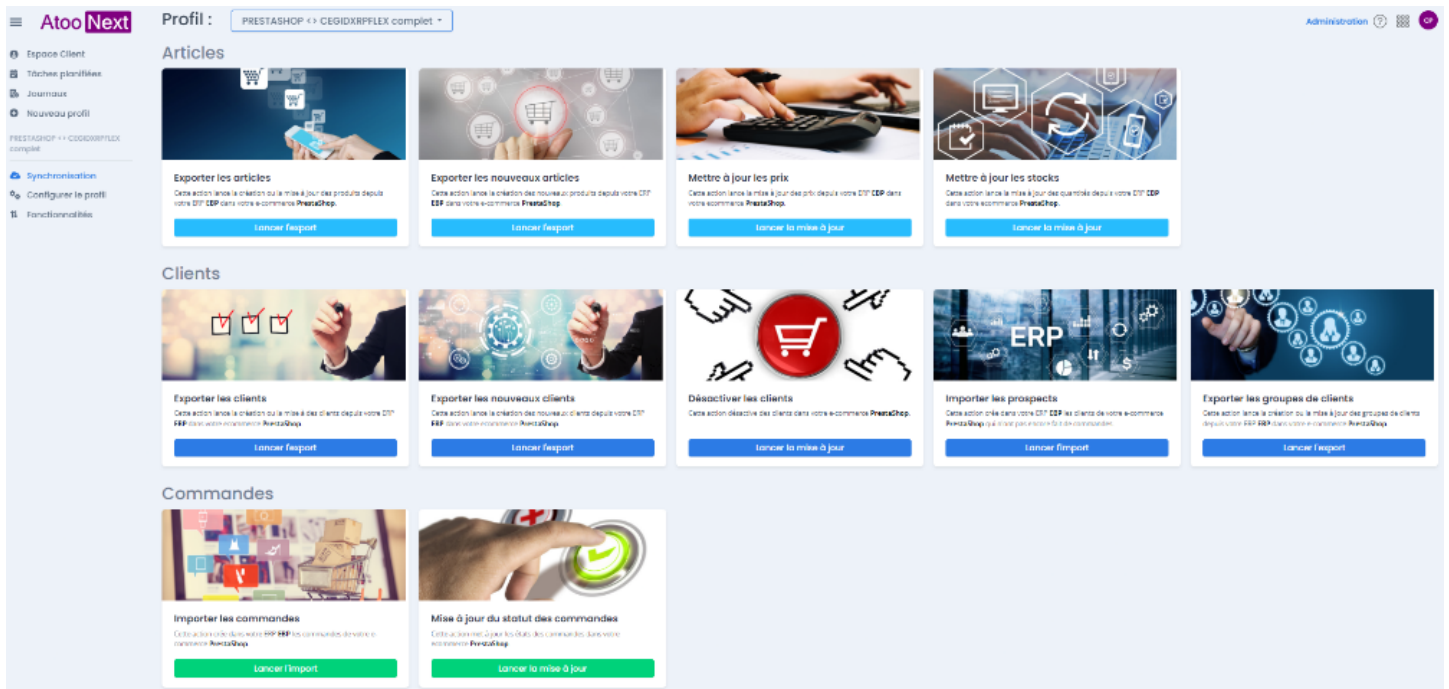 Atoo Next
Profil :
PRESTASHOP <> CEGIDXRPFLEX complet
Administration
CP
Espace Client
Tâches planifiées
Journaux
Nouveau profil
PRESTASHOP <> CEGIDXRPFLEX
complet
Synchronisation
Configurer le profil
Fonctionnalités
Articles
Exporter les articles
Cette action lance la création ou la mise à jour des produits depuis
votre ERP EBP dans votre e-commerce PrestaShop.
Lancer l'export
Exporter les nouveaux articles
Cette action lance la création des nouveaux produits depuis votre ERP
EBP dans votre e-commerce PrestaShop
Lancer l'export
Mettre à jour les prix
Cette action lance la mise à jour des prix depuis votre ERP EBP dans
votre ecommerce PrestaShop.
Lancer la mise à jour
Mettre à jour les stocks
Cette action lance la mise à jour des quantités depuis votre ERP EBP
dans votre ecommerce PrestaShop.
Lancer la mise à jour
Clients
Exporter les clients
Cette action lance la création ou la mise à des clients depuis votre ERP
EBP dans votre ecommerce PrestaShop
Lancer l'export
Exporter les nouveaux clients
Cette action lance la création des nouveaux clients depuis votre ERP
EBP dans votre ecommerce PrestaShop
Lancer l'export
Désactiver les clients
Cette action désactive des clients dans votre e-commerce PrestaShop.
Lancer la mise à jour
ERP
Importer les prospects
Cette action crée dans votre ERP EBP les clients de votre e-commerce
PrestaShop qui n'ont pas encore fait de commandes.
Lancer l'import
Exporter les groupes de clients
Cette action lance la création ou la mise à jour des groupes de clients
depuis votre ERP EBP dans votre e-commerce PrestaShop
Lancer l'export
Commandes
Importer les commandes
Cette action crée dans votre ERP EBP les commandes de votre e-
commerce PrestaShop
Lancer l'import
Mise à jour du statut des commandes
Cette action met à jour les états des commandes dans votre
ecommerce PrestaShop
Lancer la mise à jour